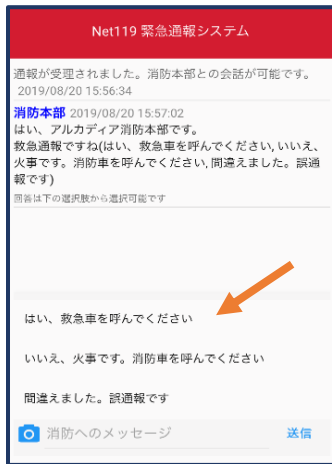 Net119 緊急通報システム
通報が受理されました。消防本部との会話が可能です。
2019/08/20 15:56:34
消防本部 2019/08/20 15:57:02
はい、アルカディア消防本部です。
救急通報ですね(はい、救急車を呼んでください, いいえ、
火事です。消防車を呼んでください, 間違えました。誤通
報です)
回答は下の選択肢から選択可能です
はい、救急車を呼んでください
いいえ、火事です。消防車を呼んでください
間違えました。誤通報です
消防へのメッセージ 送信